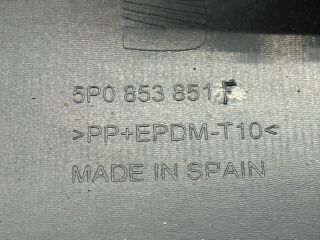 5P0 853 851 F
>PP+EPDM-T10<
MADE IN SPAIN